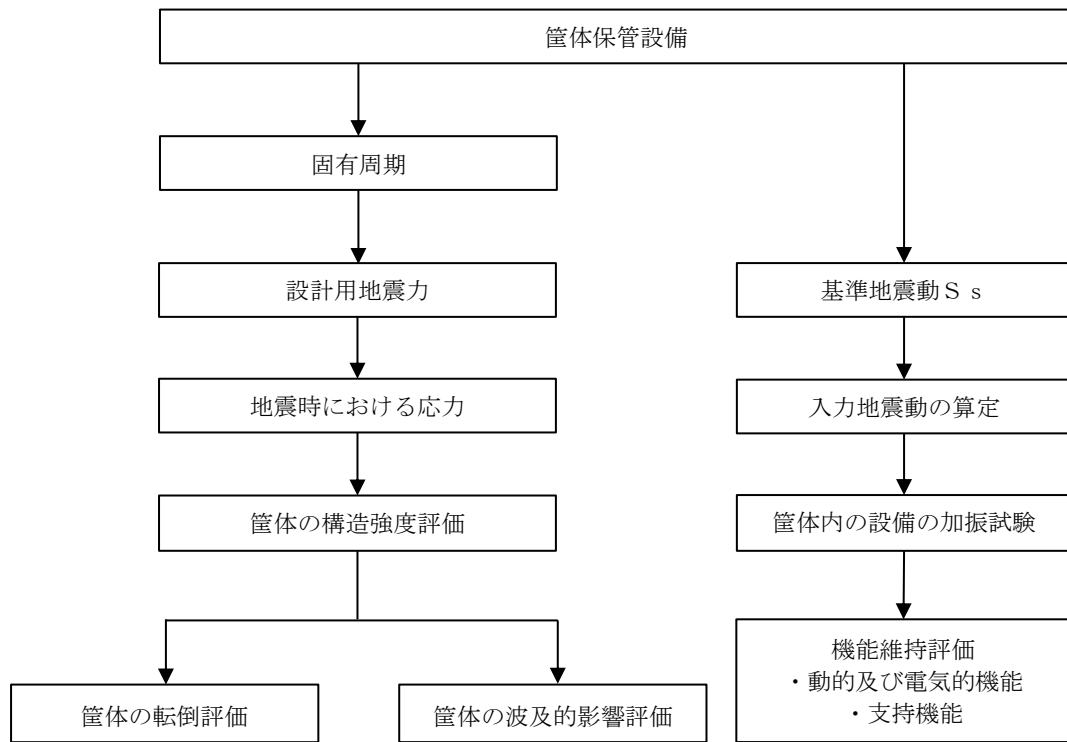 筐体保管設備
固有周期
設計用地震力
基準地震動Ｓｓ
地震時における応力
入力地震動の算定
筐体の構造強度評価
筐体内の設備の加振試験
筐体の転倒評価
筐体の波及的影響評価
機能維持評価
・動的及び電気的機能
・支持機能